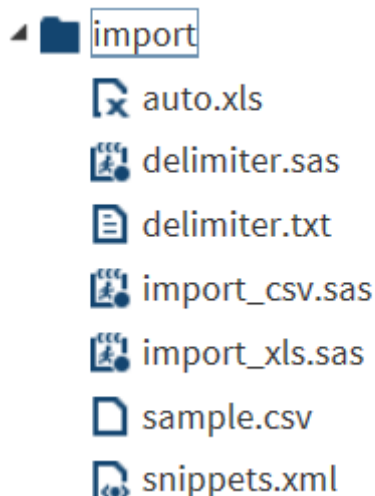 import
auto.xls
delimiter.sas
delimiter.txt
import_csv.sas
import_xls.sas
sample.csv
snippets.xml